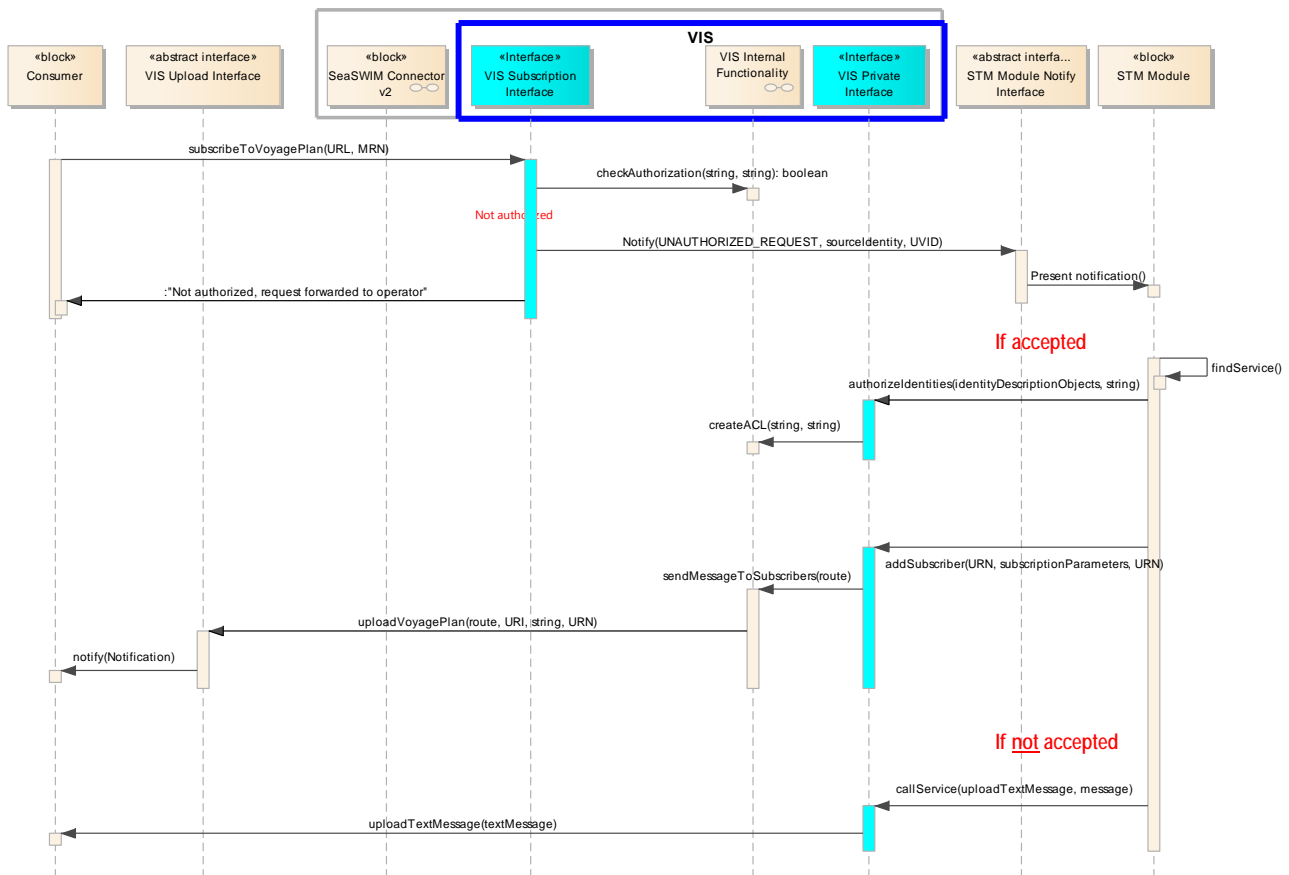 VIS
«block»
Consumer
«abstract interface»
VIS Upload Interface
«block»
SeaSWIM Connector
v2
«Interface»
VIS Subscription
Interface
VIS Internal
Functionality
«Interface»
VIS Private
Interface
«abstract interfa...
STM Module Notify
Interface
«block»
STM Module
subscribeToVoyagePlan(URL, MRN)
checkAuthorization(string, string): boolean
Not authorized
Notify(UNAUTHORIZED_REQUEST, sourceIdentity, UVID)
Present notification()
:"Not authorized, request forwarded to operator"
If accepted
findService()
authorizeIdentities(identityDescriptionObjects, string)
createACL(string, string)
addSubscriber(URN, subscriptionParameters, URN)
sendMessageToSubscribers(route)
uploadVoyagePlan(route, URI, string, URN)
notify(Notification)
If not accepted
callService(uploadTextMessage, message)
uploadTextMessage(textMessage)